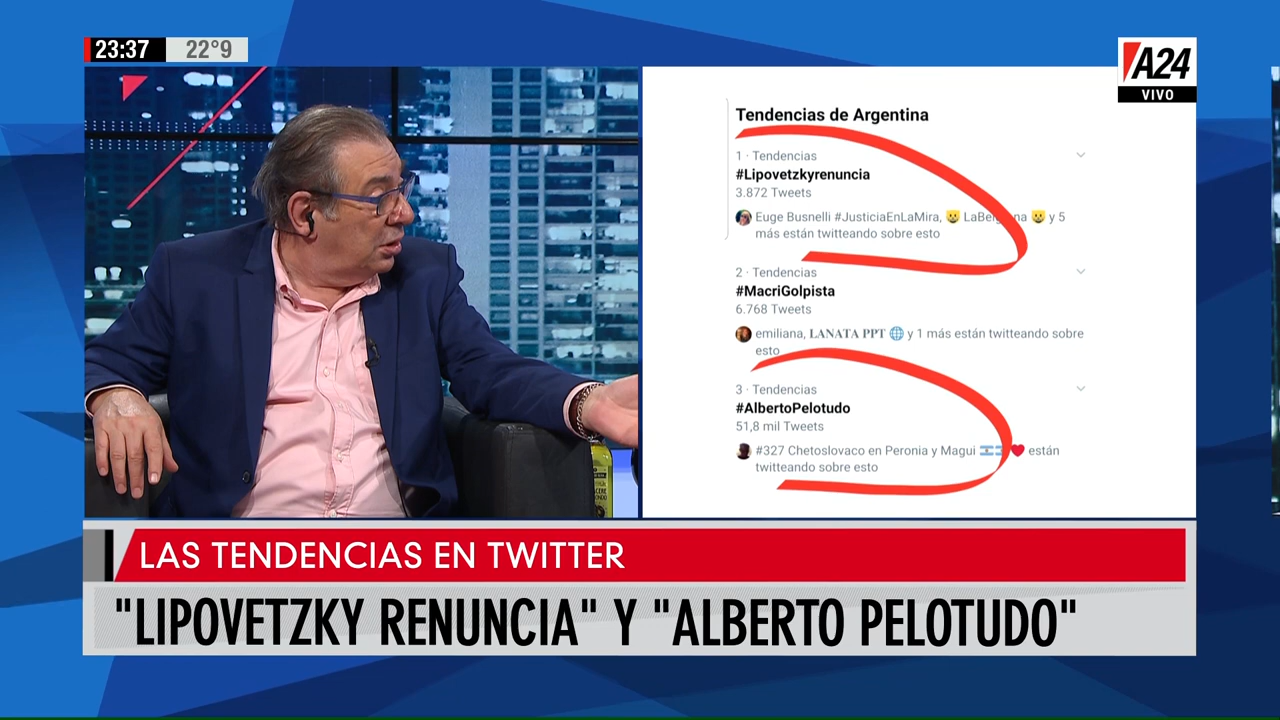 23:37
22°9
A24
VIVO
Tendencias de Argentina
1 · Tendencias
#Lipovetzkyrenuncia
3.872 Tweets
Euge Busnelli #JusticiaEnLaMira, 😺 😺 y 5
más están twitteando sobre esto
2 · Tendencias
#MacriGolpista
6.768 Tweets
emiliana, LANATA PPT 🌐 y 1 más están twitteando sobre
esto
3 · Tendencias
#AlbertoPelotudo
51,8 mil Tweets
#327 Chetoslovaco en Peronia y Magui 🇦🇷 ❤️ están
twitteando sobre esto
LAS TENDENCIAS EN TWITTER
"LIPOVETZKY RENUNCIA" Y "ALBERTO PELOTUDO"